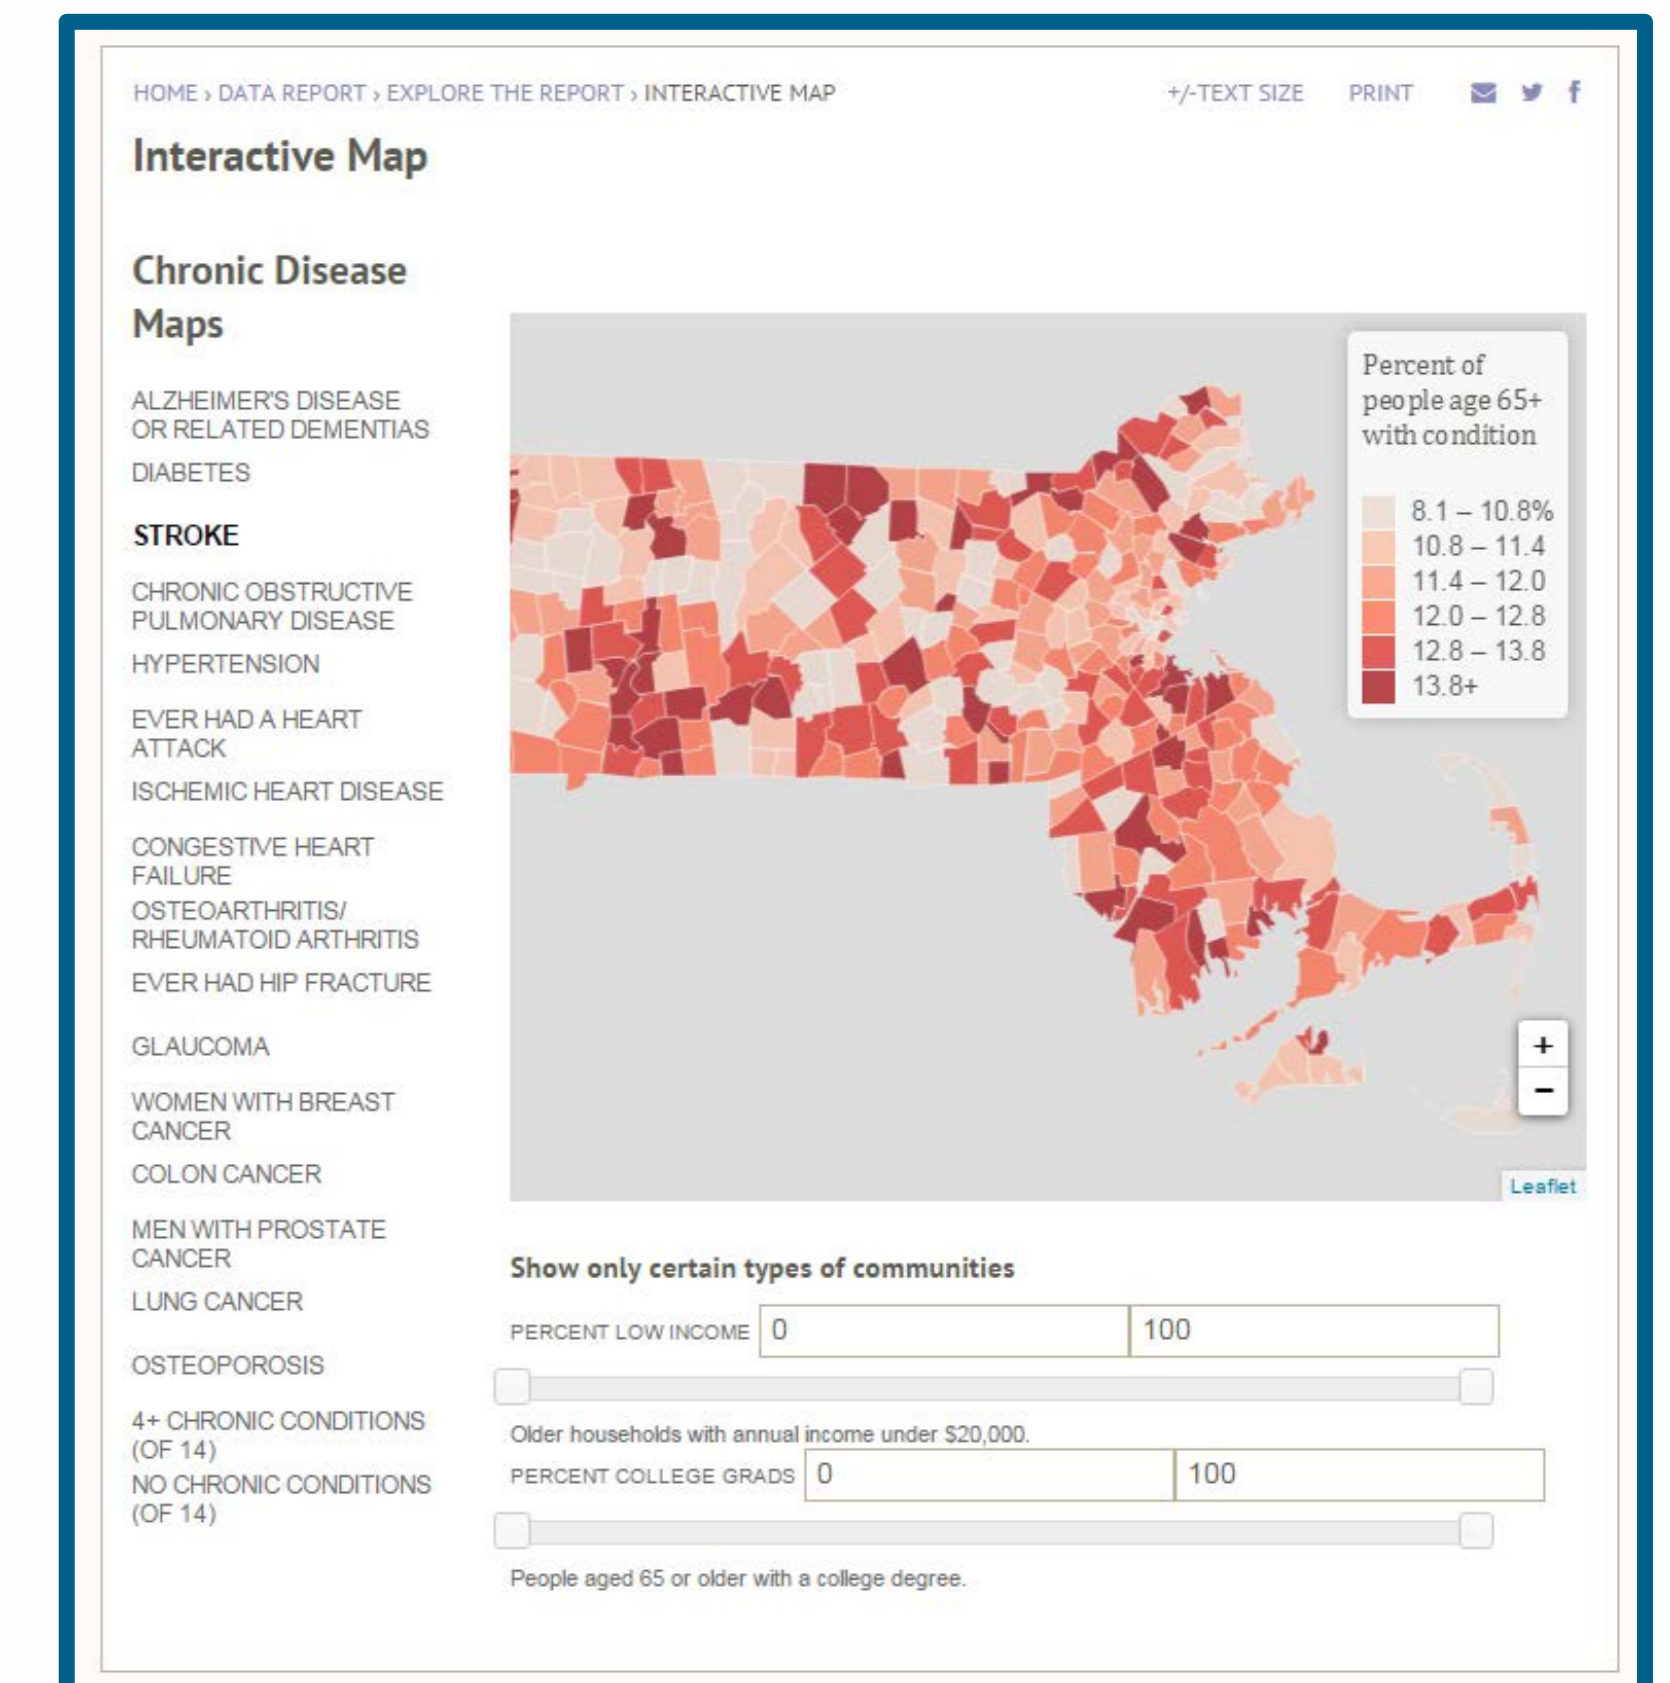 HOME › DATA REPORT › EXPLORE THE REPORT › INTERACTIVE MAP
+/-TEXT SIZE PRINT
Interactive Map
Chronic Disease
Maps
ALZHEIMER'S DISEASE
OR RELATED DEMENTIAS
DIABETES
STROKE
CHRONIC OBSTRUCTIVE
PULMONARY DISEASE
HYPERTENSION
EVER HAD A HEART
ATTACK
ISCHEMIC HEART DISEASE
CONGESTIVE HEART
FAILURE
OSTEOARTHRITIS/
RHEUMATOID ARTHRITIS
EVER HAD HIP FRACTURE
GLAUCOMA
WOMEN WITH BREAST
CANCER
COLON CANCER
MEN WITH PROSTATE
CANCER
LUNG CANCER
OSTEOPOROSIS
4+ CHRONIC CONDITIONS
(OF 14)
NO CHRONIC CONDITIONS
(OF 14)
Percent of
people age 65+
with condition
8.1 – 10.8%
10.8 – 11.4
11.4 – 12.0
12.0 – 12.8
12.8 – 13.8
13.8+
+
−
Leaflet
Show only certain types of communities
PERCENT LOW INCOME 0 100
Older households with annual income under $20,000.
PERCENT COLLEGE GRADS 0 100
People aged 65 or older with a college degree.